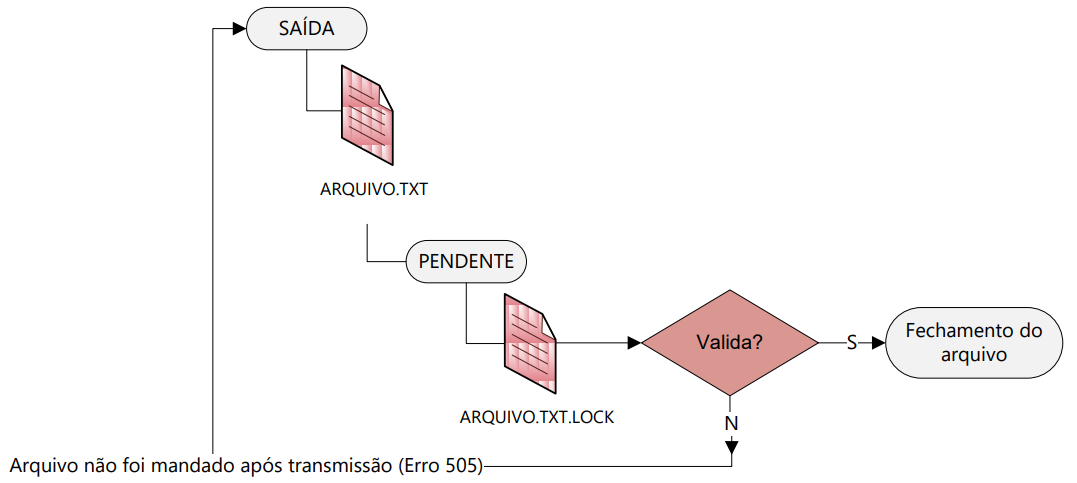 SAÍDA
ARQUIVO.TXT
PENDENTE
ARQUIVO.TXT.LOCK
Valida?
S
Fechamento do
arquivo
N
Arquivo não foi mandado após transmissão (Erro 505)